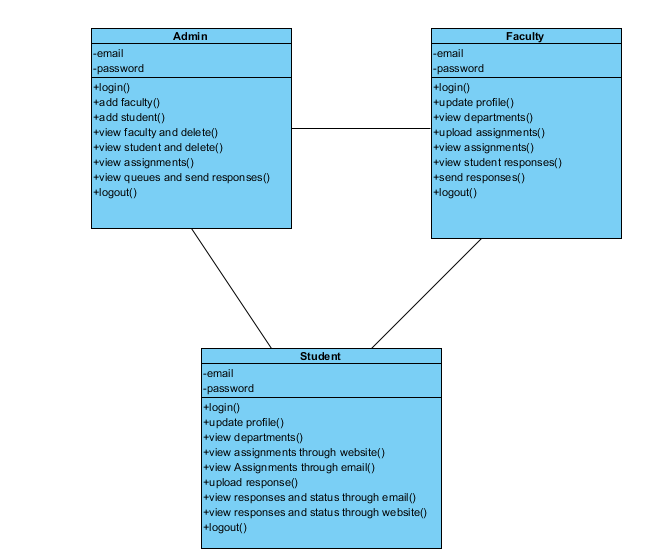 Admin
-email
-password
+login()
+add faculty()
+add student()
+view faculty and delete()
+view student and delete()
+view assignments()
+view queues and send responses()
+logout()
Faculty
-email
-password
+login()
+update profile()
+view departments()
+upload assignments()
+view assignments()
+view student responses()
+send responses()
+logout()
Student
-email
-password
+login()
+update profile()
+view departments()
+view assignments through website()
+view Assignments through email()
+upload response()
+view responses and status through email()
+view responses and status through website()
+logout()